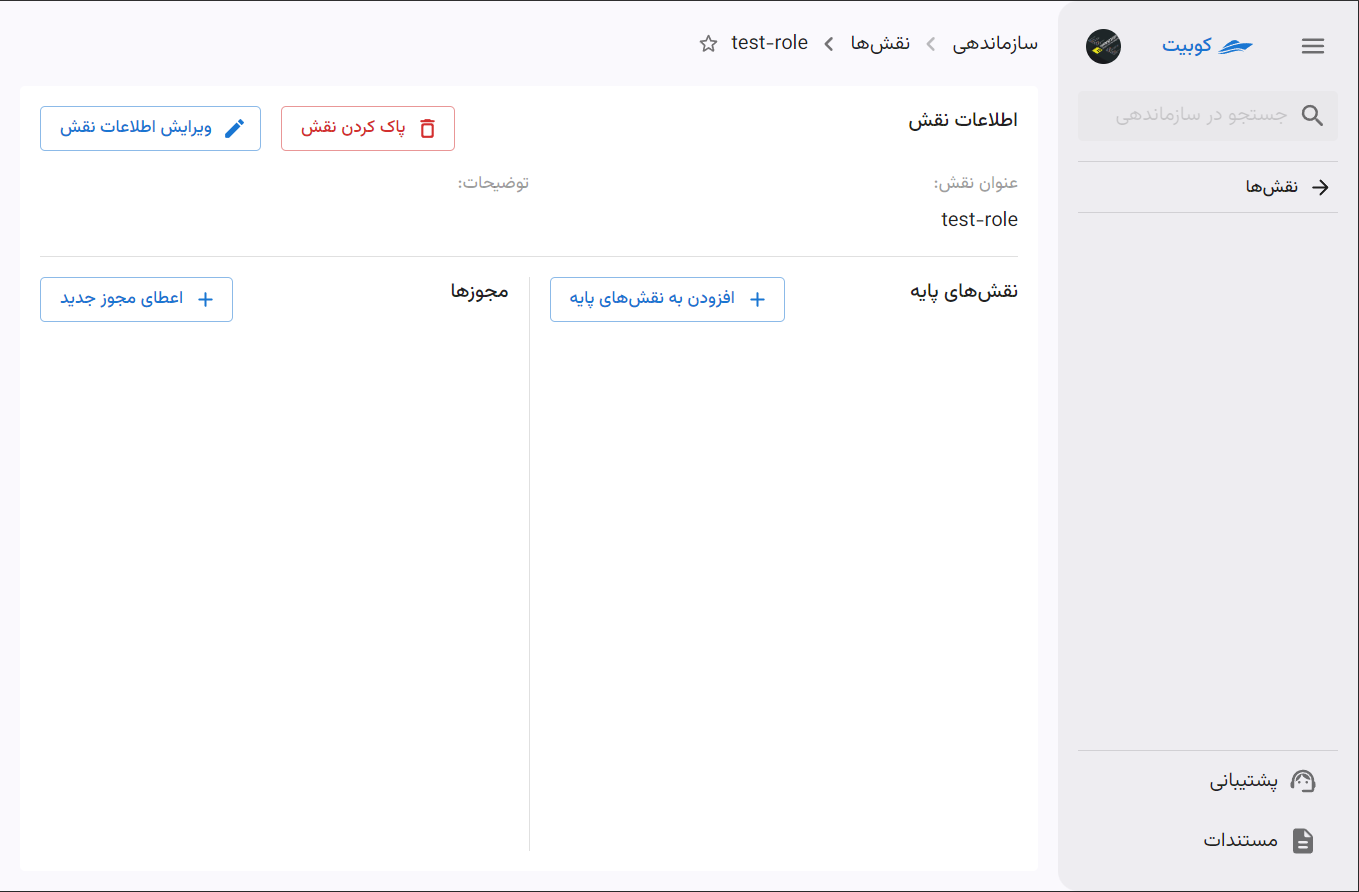 کوبیت
جستجو در سازماندهی
نقش‌ها
پشتیبانی
مستندات
سازماندهی
نقش‌ها
test-role
اطلاعات نقش
پاک کردن نقش
ویرایش اطلاعات نقش
عنوان نقش:
توضیحات:
test-role
نقش‌های پایه
افزودن به نقش‌های پایه
مجوزها
اعطای مجوز جدید